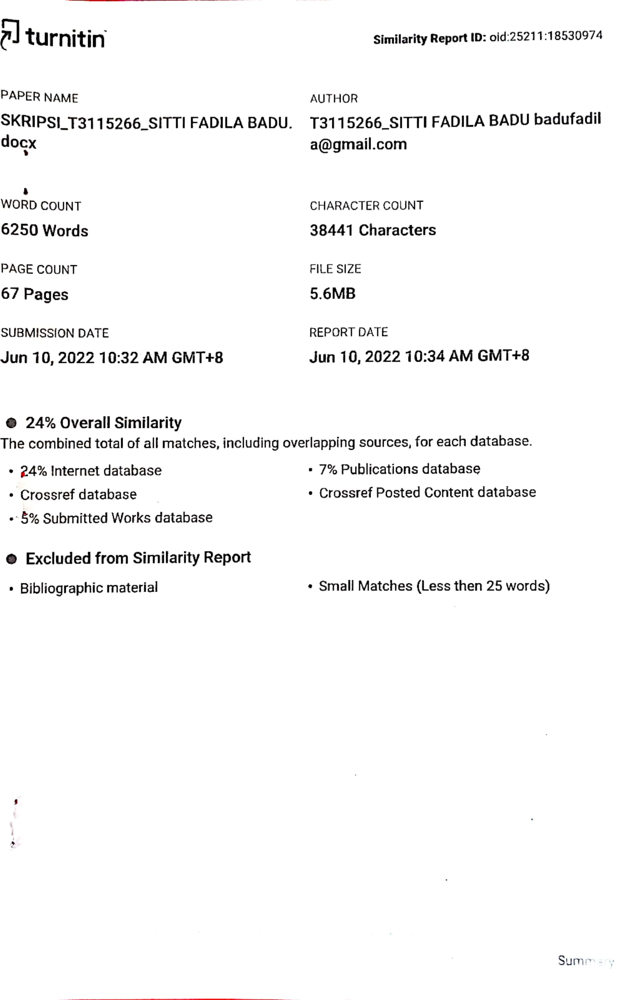 turnitin
Similarity Report ID: oid:25211:18530974
PAPER NAME
SKRIPSI_T3115266_SITTI FADILA BADU.
docx
AUTHOR
T3115266_SITTI FADILA BADU badufadil
a@gmail.com
WORD COUNT
6250 Words
CHARACTER COUNT
38441 Characters
PAGE COUNT
67 Pages
FILE SIZE
5.6MB
SUBMISSION DATE
Jun 10, 2022 10:32 AM GMT+8
REPORT DATE
Jun 10, 2022 10:34 AM GMT+8
● 24% Overall Similarity
The combined total of all matches, including overlapping sources, for each database.
• 24% Internet database
• 7% Publications database
• Crossref database
• Crossref Posted Content database
• 5% Submitted Works database
● Excluded from Similarity Report
• Bibliographic material
• Small Matches (Less then 25 words)
Summary